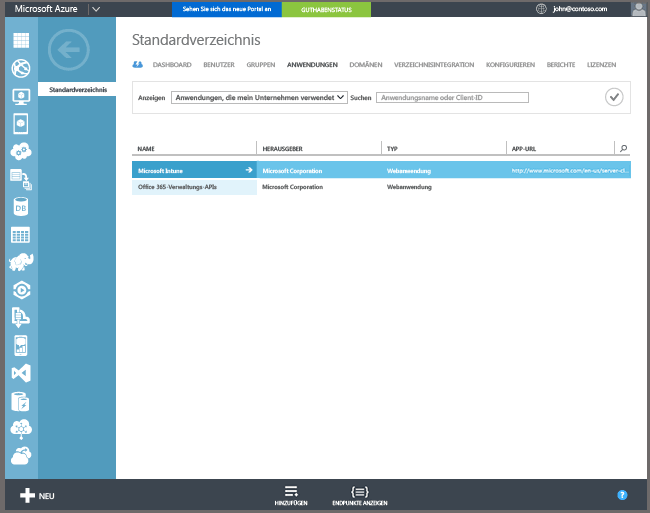 Microsoft Azure
Sehen Sie sich das neue Portal an
GUTHABENSTATUS
john@contoso.com
Standardverzeichnis
Standardverzeichnis
DASHBOARD BENUTZER GRUPPEN ANWENDUNGEN DOMÄNEN VERZEICHNISINTEGRATION KONFIGURIEREN BERICHTE LIZENZEN
Anzeigen Anwendungen, die mein Unternehmen verwendet Suchen Anwendungsname oder Client-ID
NAME HERAUSGEBER TYP APP-URL
Microsoft Intune Microsoft Corporation Webanwendung http://www.microsoft.com/en-us/server-cl...
Office 365-Verwaltungs-APIs Microsoft Corporation Webanwendung
DB
NEU
HINZUFÜGEN
ENDPUNKTE ANZEIGEN
?